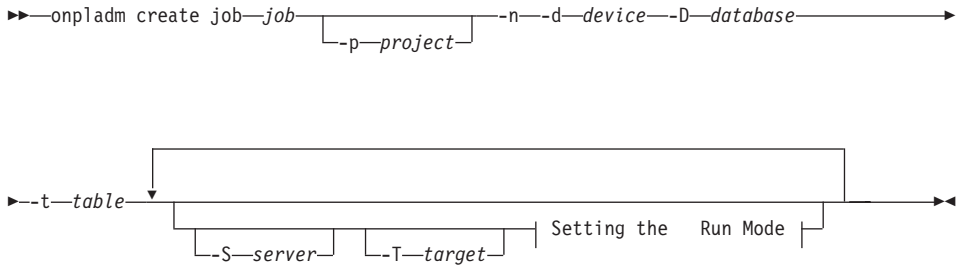 onpladm create job job -n -d device -D database
-p project
-t table
Setting the Run Mode
-S server -T target